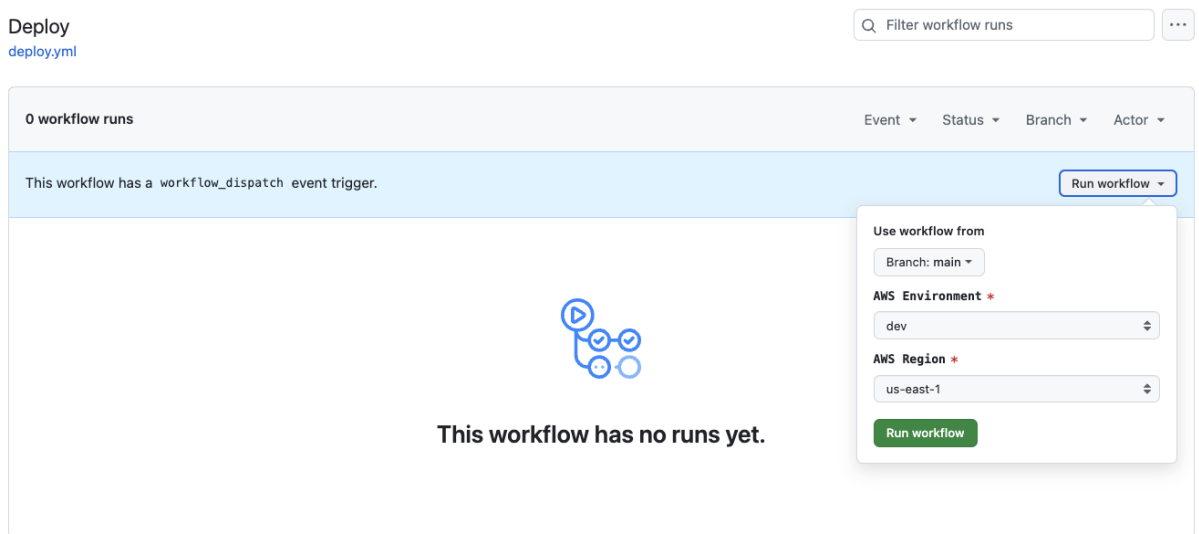 Deploy
Filter workflow runs
deploy.yml
0 workflow runs
Event
Status
Branch
Actor
This workflow has a workflow_dispatch event trigger.
Run workflow
Use workflow from
Branch: main
AWS Environment *
dev
AWS Region *
us-east-1
Run workflow
This workflow has no runs yet.